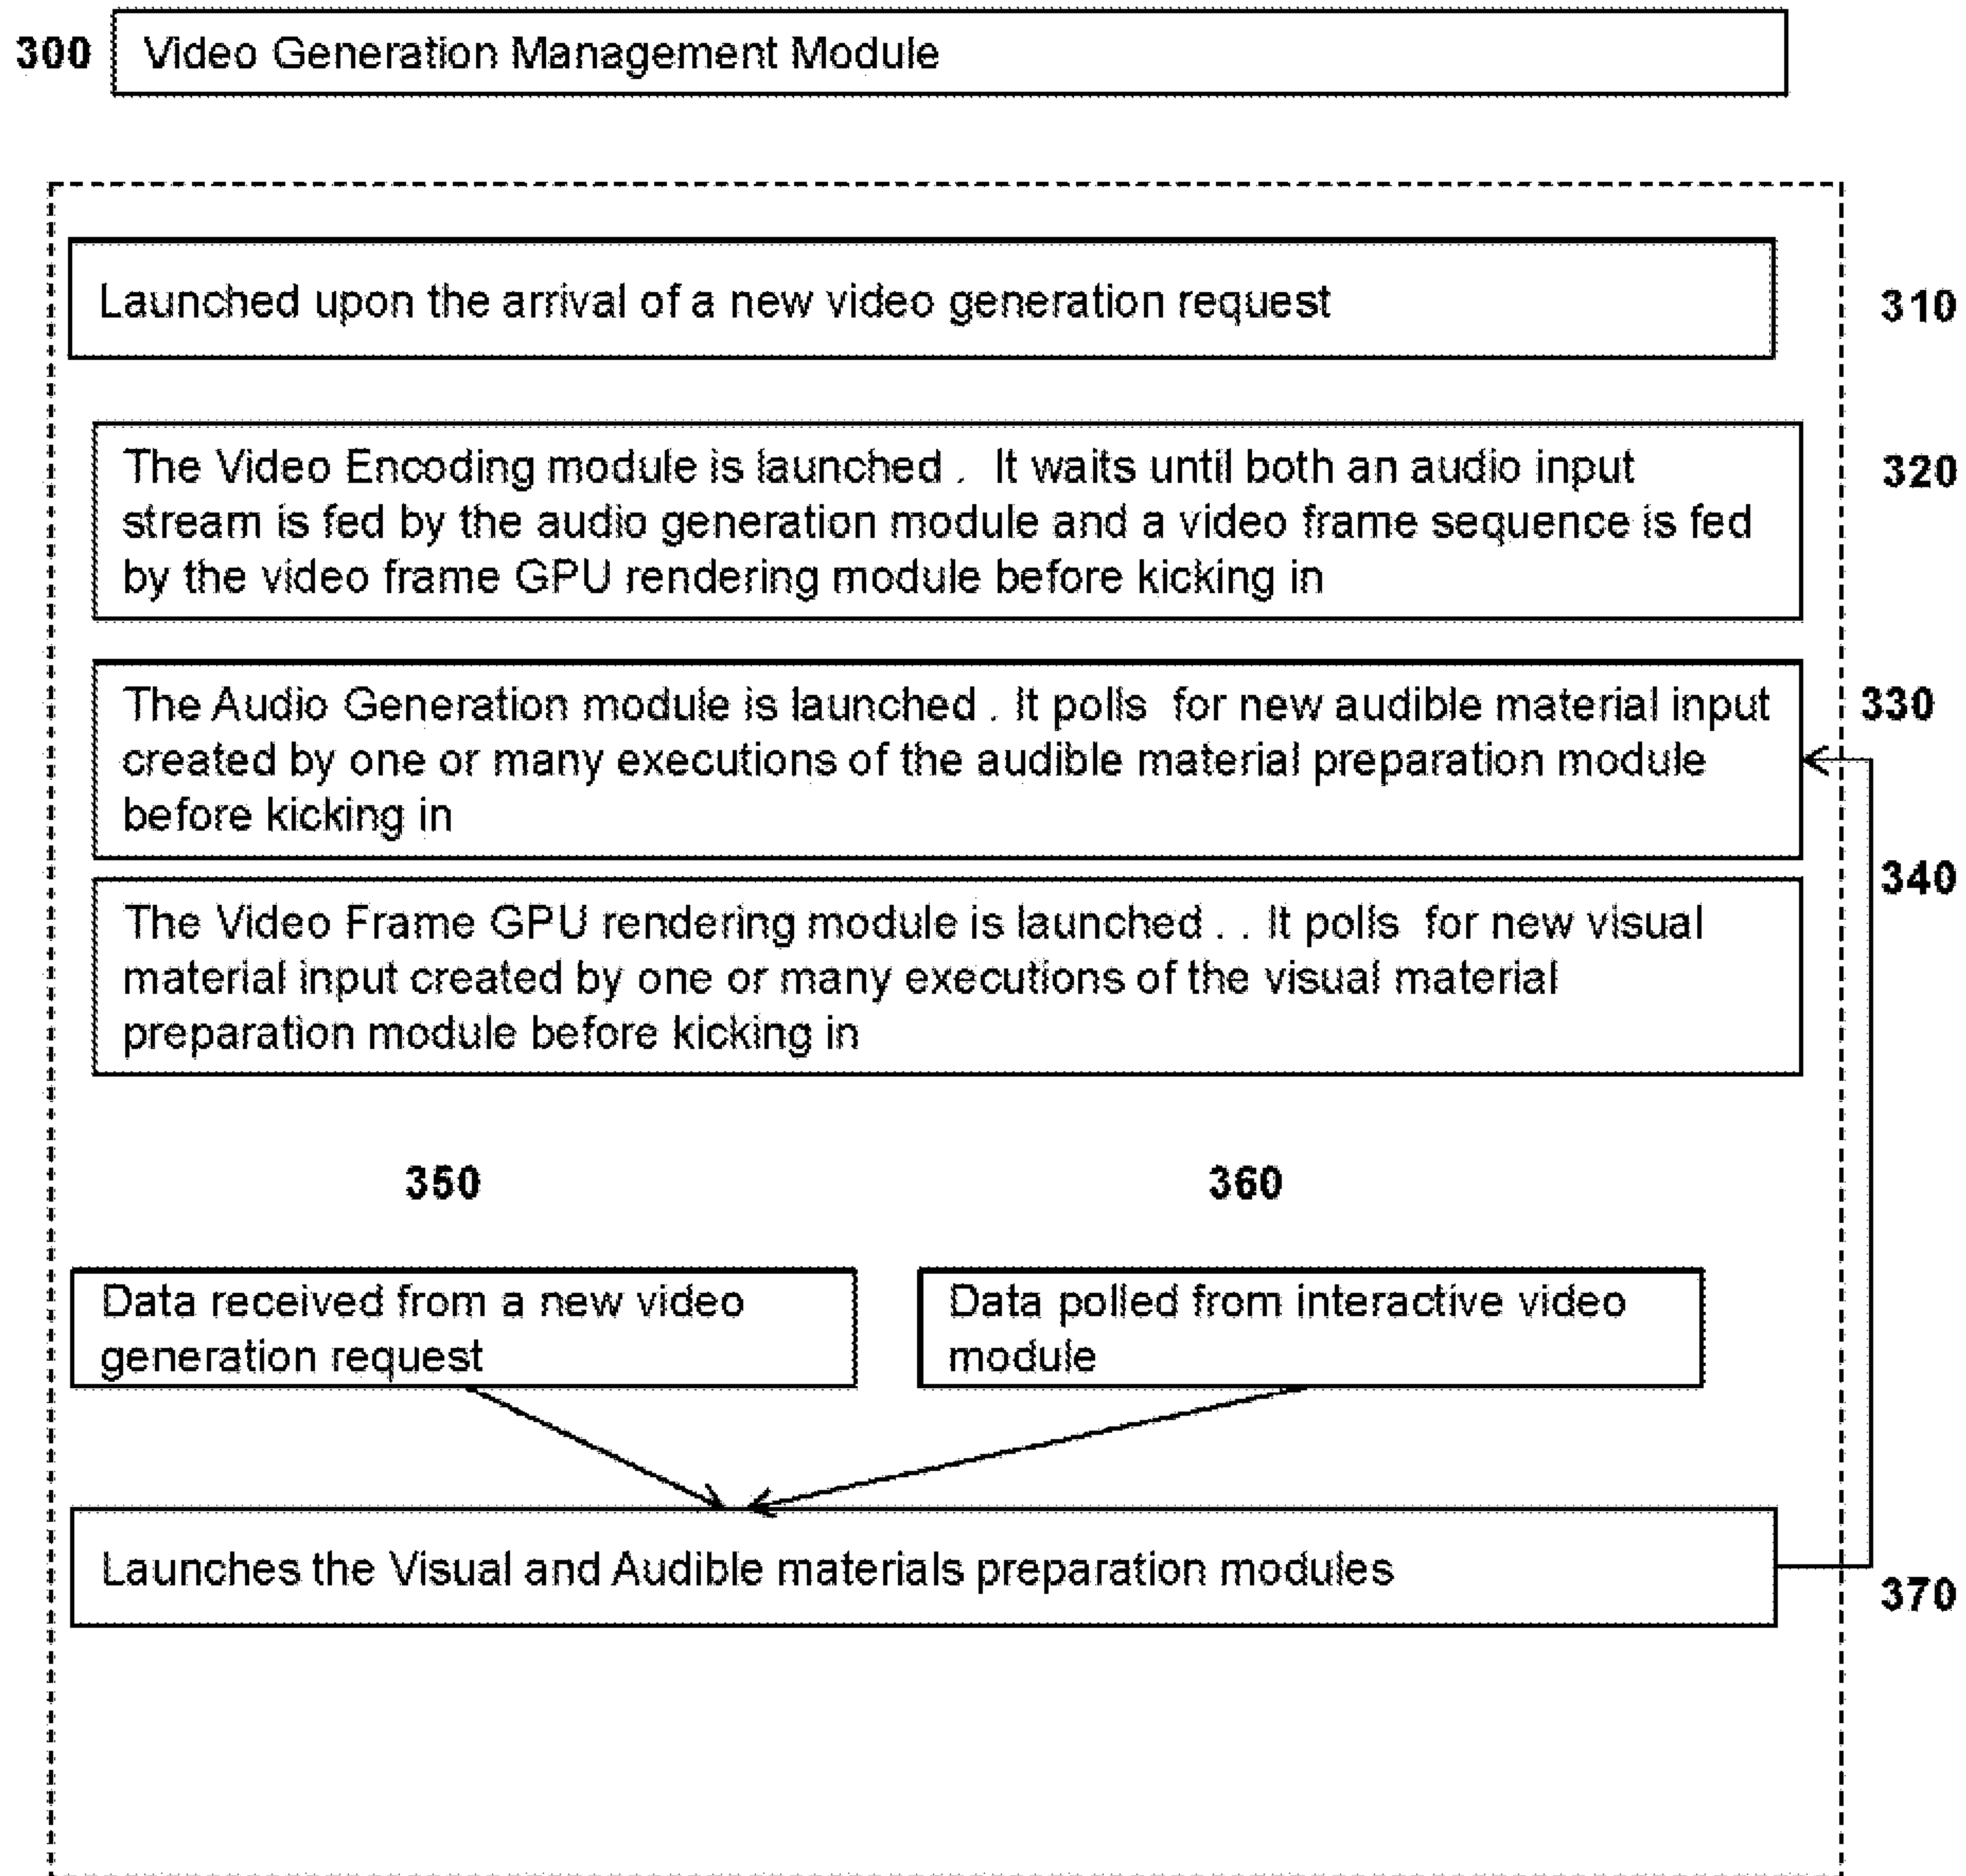 300 Video Generation Management Module
Launched upon the arrival of a new video generation request
310
The Video Encoding module is launched . It waits until both an audio input
stream is fed by the audio generation module and a video frame sequence is fed
by the video frame GPU rendering module before kicking in
320
The Audio Generation module is launched . It polls for new audible material input
created by one or many executions of the audible material preparation module
before kicking in
330
The Video Frame GPU rendering module is launched . . It polls for new visual
material input created by one or many executions of the visual material
preparation module before kicking in
340
350
360
Data received from a new video
generation request
Data polled from interactive video
module
Launches the Visual and Audible materials preparation modules
370